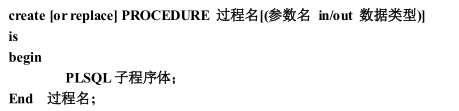 create [or replace] PROCEDURE 过程名[(参数名 in/out 数据类型)]
is
begin
PLSQL 子程序体；
End 过程名；